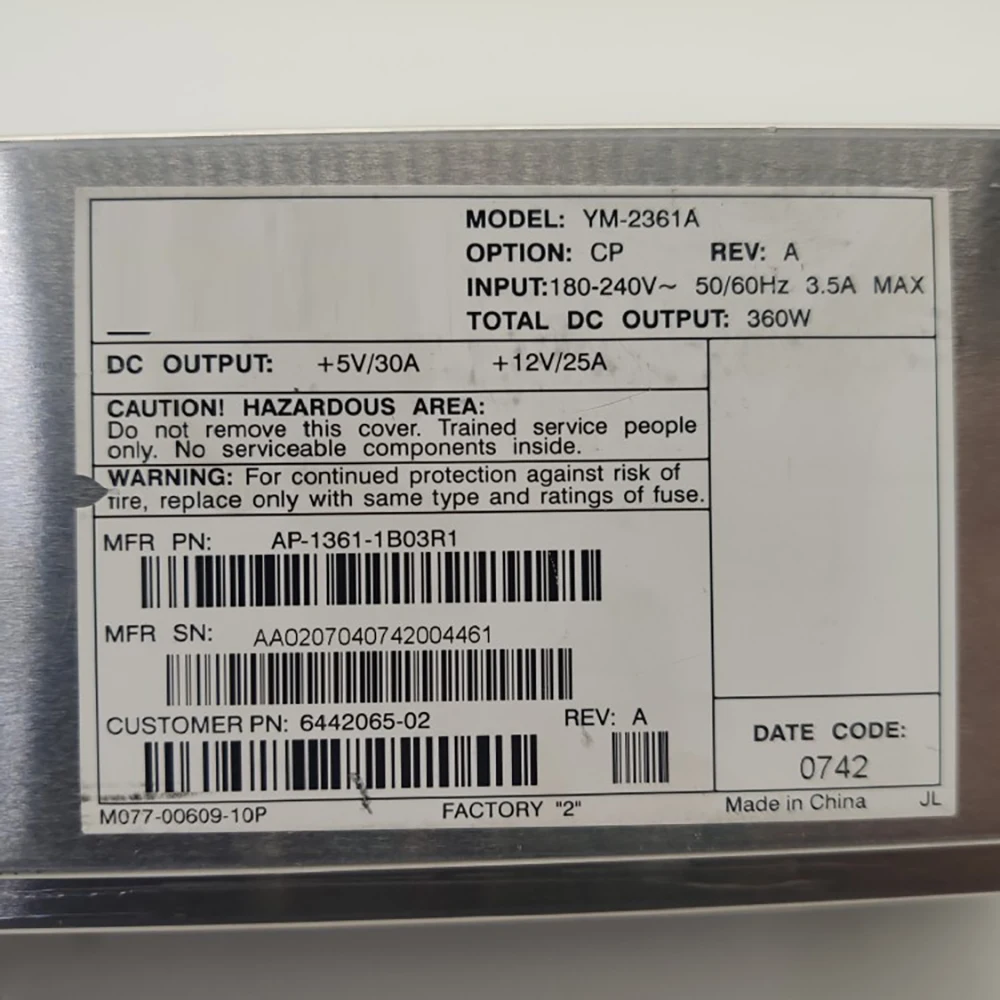 MODEL: YM-2361A
OPTION: CP REV: A
INPUT:180-240V~ 50/60Hz 3.5A MAX
TOTAL DC OUTPUT: 360W
DC OUTPUT: +5V/30A +12V/25A
CAUTION! HAZARDOUS AREA:
Do not remove this cover. Trained service people
only. No serviceable components inside.
WARNING: For continued protection against risk of
fire, replace only with same type and ratings of fuse.
MFR PN: AP-1361-1B03R1
MFR SN: AA0207040742004461
CUSTOMER PN: 6442065-02 REV: A
DATE CODE:
0742
M077-00609-10P FACTORY "2" Made in China JL